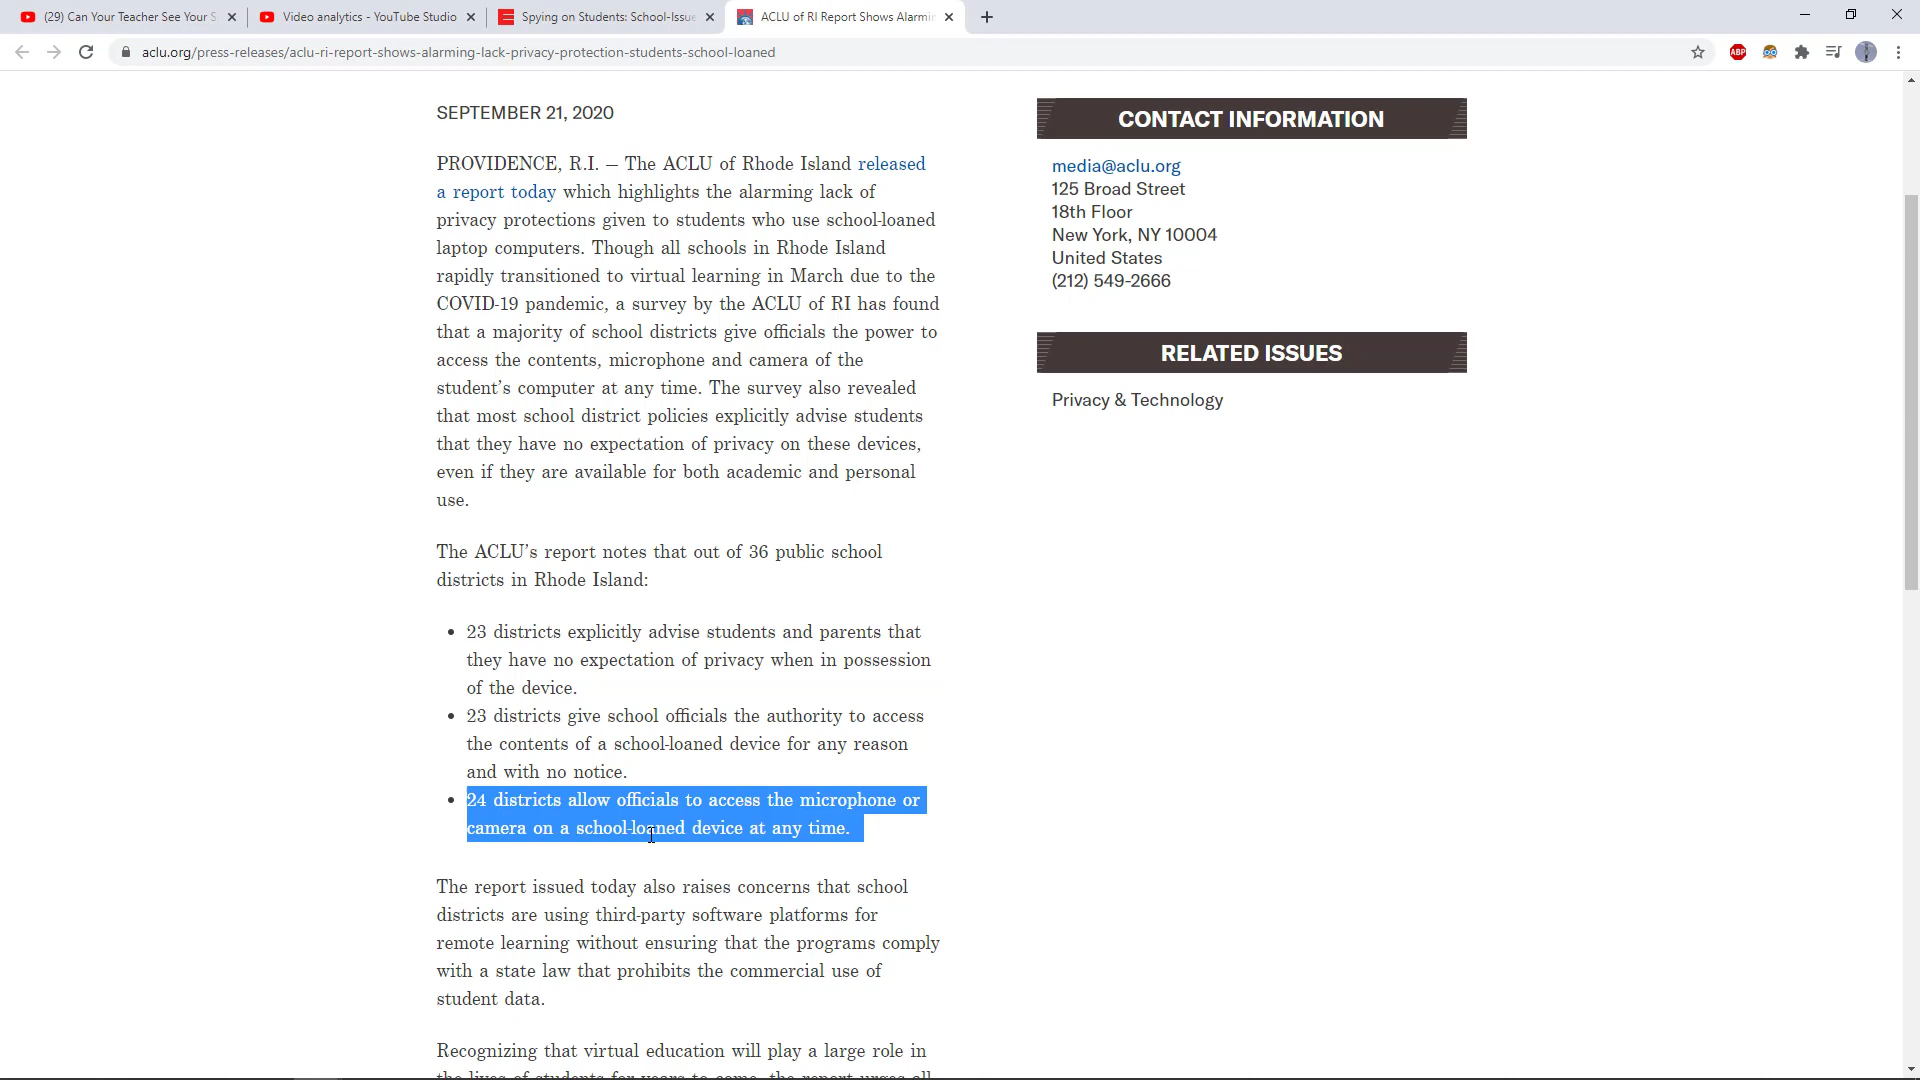 (29) Can Your Teacher See Your S
Video analytics - YouTube Studio
Spying on Students: School-Issue
ACLU of RI Report Shows Alarmin
aclu.org/press-releases/aclu-ri-report-shows-alarming-lack-privacy-protection-students-school-loaned
ABP
SEPTEMBER 21, 2020
PROVIDENCE, R.I. – The ACLU of Rhode Island released
a report today which highlights the alarming lack of
privacy protections given to students who use school-loaned
laptop computers. Though all schools in Rhode Island
rapidly transitioned to virtual learning in March due to the
COVID-19 pandemic, a survey by the ACLU of RI has found
that a majority of school districts give officials the power to
access the contents, microphone and camera of the
student’s computer at any time. The survey also revealed
that most school district policies explicitly advise students
that they have no expectation of privacy on these devices,
even if they are available for both academic and personal
use.
The ACLU’s report notes that out of 36 public school
districts in Rhode Island:
• 23 districts explicitly advise students and parents that
they have no expectation of privacy when in possession
of the device.
• 23 districts give school officials the authority to access
the contents of a school-loaned device for any reason
and with no notice.
• 24 districts allow officials to access the microphone or
camera on a school-loaned device at any time.
The report issued today also raises concerns that school
districts are using third-party software platforms for
remote learning without ensuring that the programs comply
with a state law that prohibits the commercial use of
student data.
Recognizing that virtual education will play a large role in
the lives of students for years to come, the report urges all
CONTACT INFORMATION
media@aclu.org
125 Broad Street
18th Floor
New York, NY 10004
United States
(212) 549-2666
RELATED ISSUES
Privacy & Technology